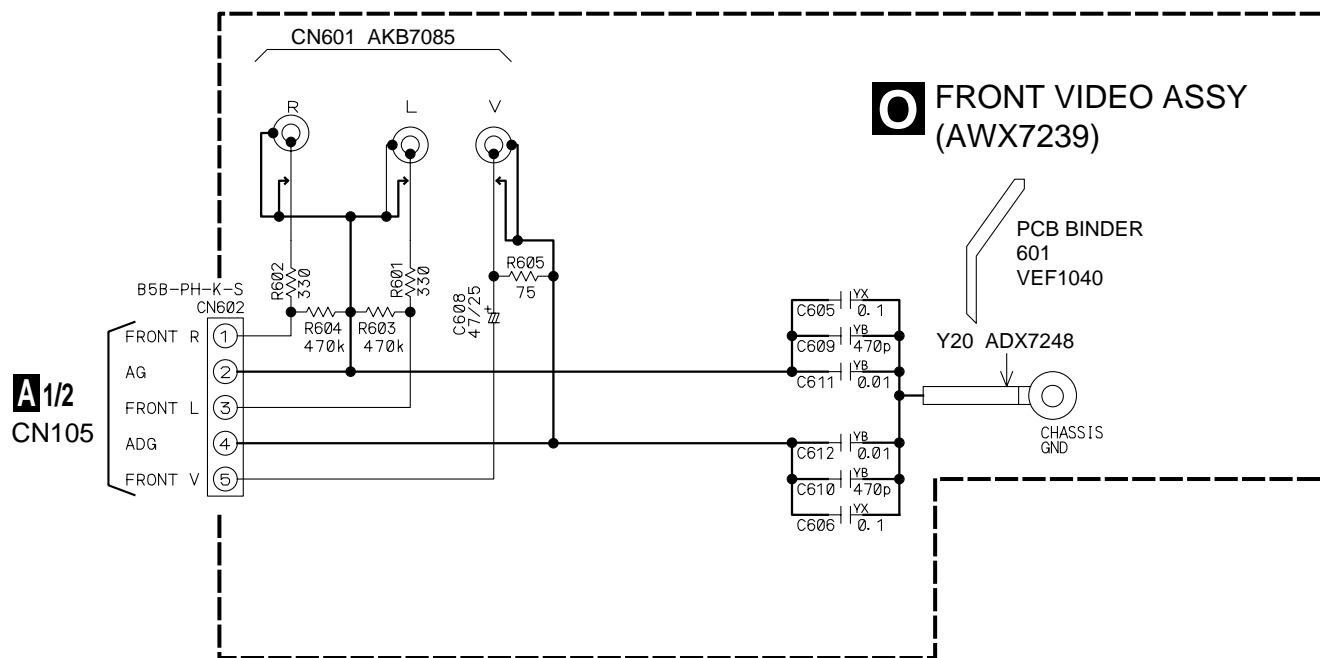 CN601 AKB7085
R
L
V
O FRONT VIDEO ASSY
(AWX7239)
PCB BINDER
601
VEF1040
R602
330
R601
330
R605
75
B5B-PH-K-S
CN602
C608
47/25
+
R604
470k
R603
470k
FRONT R 1
AG 2
FRONT L 3
ADG 4
FRONT V 5
A 1/2
CN105
C605 YX 0.1
C609 YB 470p
C611 YB 0.01
C612 YB 0.01
C610 YB 470p
C606 YX 0.1
Y20 ADX7248
CHASSIS
GND